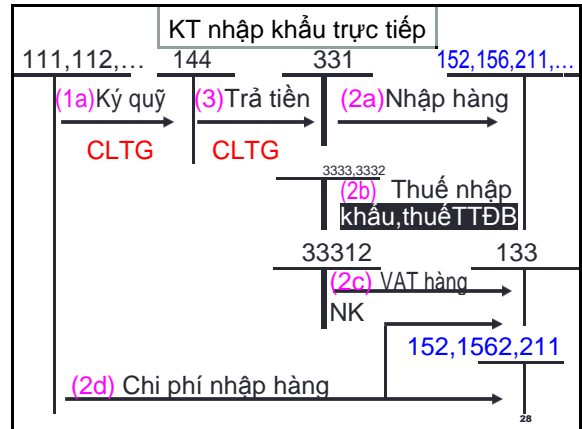 KT nhập khẩu trực tiếp
111,112,… 144 331 152,156,211,…
(1a)Ký quỹ (3)Trả tiền (2a)Nhập hàng
CLTG CLTG
3333,3332
(2b) Thuế nhập
khẩu,thuếTTĐB
33312 133
(2c) VAT hàng
NK
152,1562,211
(2d) Chi phí nhập hàng
28